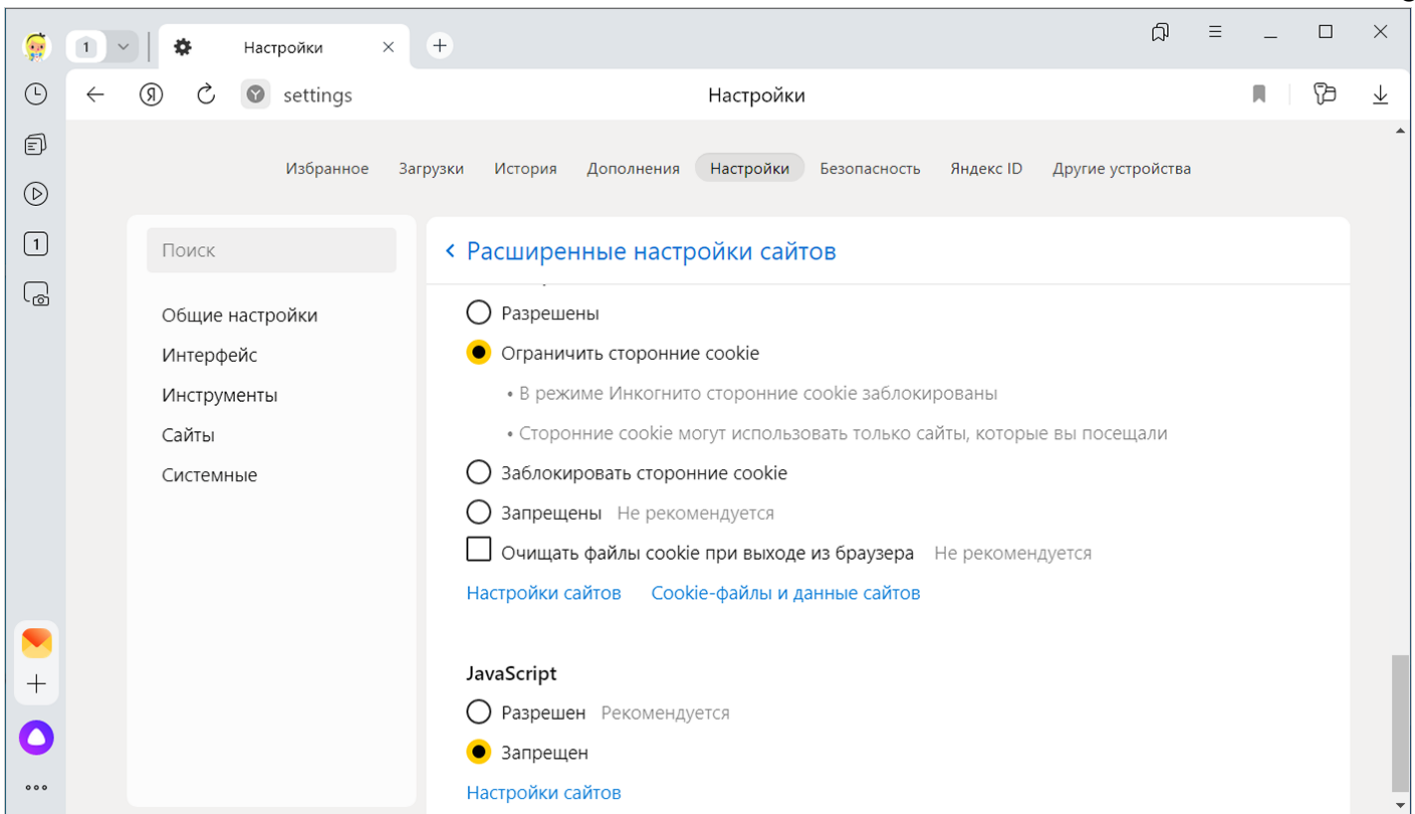 1
Настройки
settings
Настройки
1
Избранное Загрузки История Дополнения Настройки Безопасность Яндекс ID Другие устройства
Поиск
Общие настройки
Интерфейс
Инструменты
Сайты
Системные
Расширенные настройки сайтов
Разрешены
Ограничить сторонние cookie
• В режиме Инкогнито сторонние cookie заблокированы
• Сторонние cookie могут использовать только сайты, которые вы посещали
Заблокировать сторонние cookie
Запрещены Не рекомендуется
Очищать файлы cookie при выходе из браузера Не рекомендуется
Настройки сайтов Cookie-файлы и данные сайтов
JavaScript
Разрешен Рекомендуется
Запрещен
Настройки сайтов